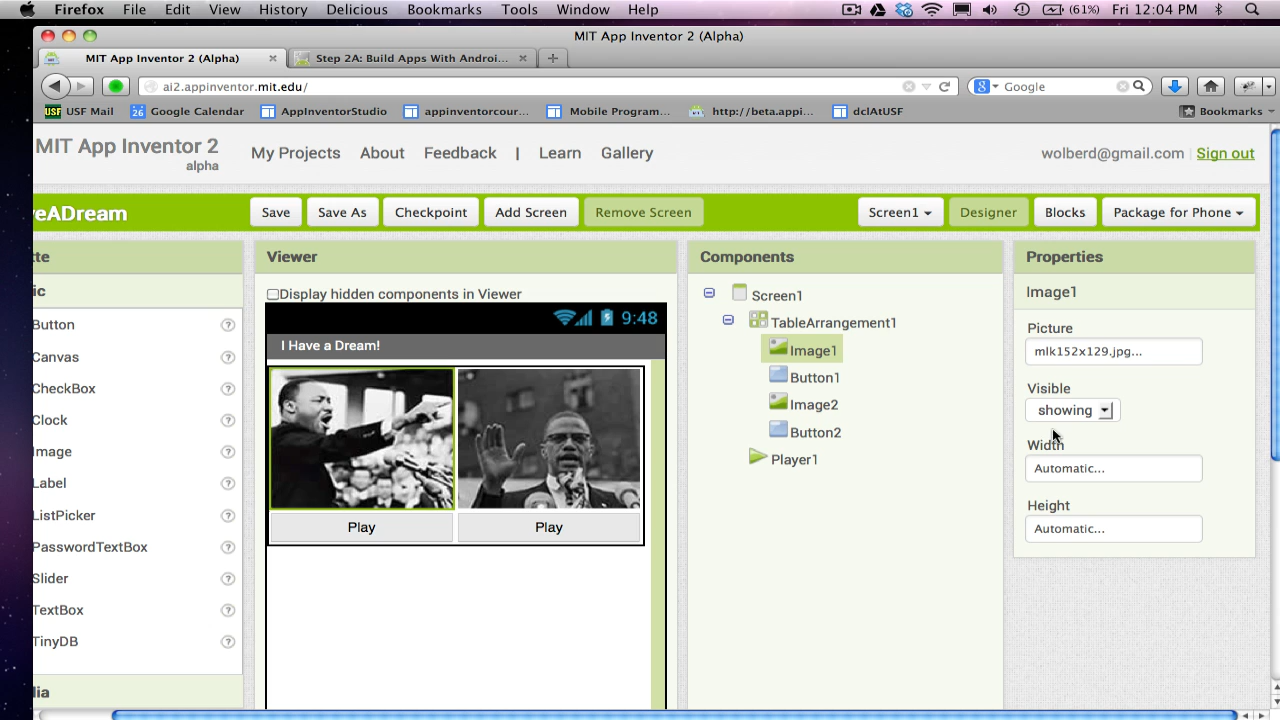 Firefox File Edit View History Delicious Bookmarks Tools Window Help (61%) Fri 12:04 PM
MIT App Inventor 2 (Alpha)
MIT App Inventor 2 (Alpha) Step 2A: Build Apps With Androi...
ai2.appinventor.mit.edu/ Google
USF USF Mail 26 Google Calendar AppInventorStudio appinventorcour... Mobile Program... http://beta.appi... dclAtUSF Bookmarks
MIT App Inventor 2
alpha
My Projects About Feedback | Learn Gallery
wolberd@gmail.com Sign out
eADream Save Save As Checkpoint Add Screen Remove Screen Screen1 Designer Blocks Package for Phone
tte
ic
Button ?
Canvas ?
CheckBox ?
Clock ?
Image ?
Label ?
ListPicker ?
PasswordTextBox ?
Slider ?
TextBox ?
TinyDB ?
dia
Viewer
Display hidden components in Viewer
9:48
I Have a Dream!
Play Play
Components
Screen1
TableArrangement1
Image1
Button1
Image2
Button2
Player1
Properties
Image1
Picture
mlk152x129.jpg...
Visible
showing
Width
Automatic...
Height
Automatic...